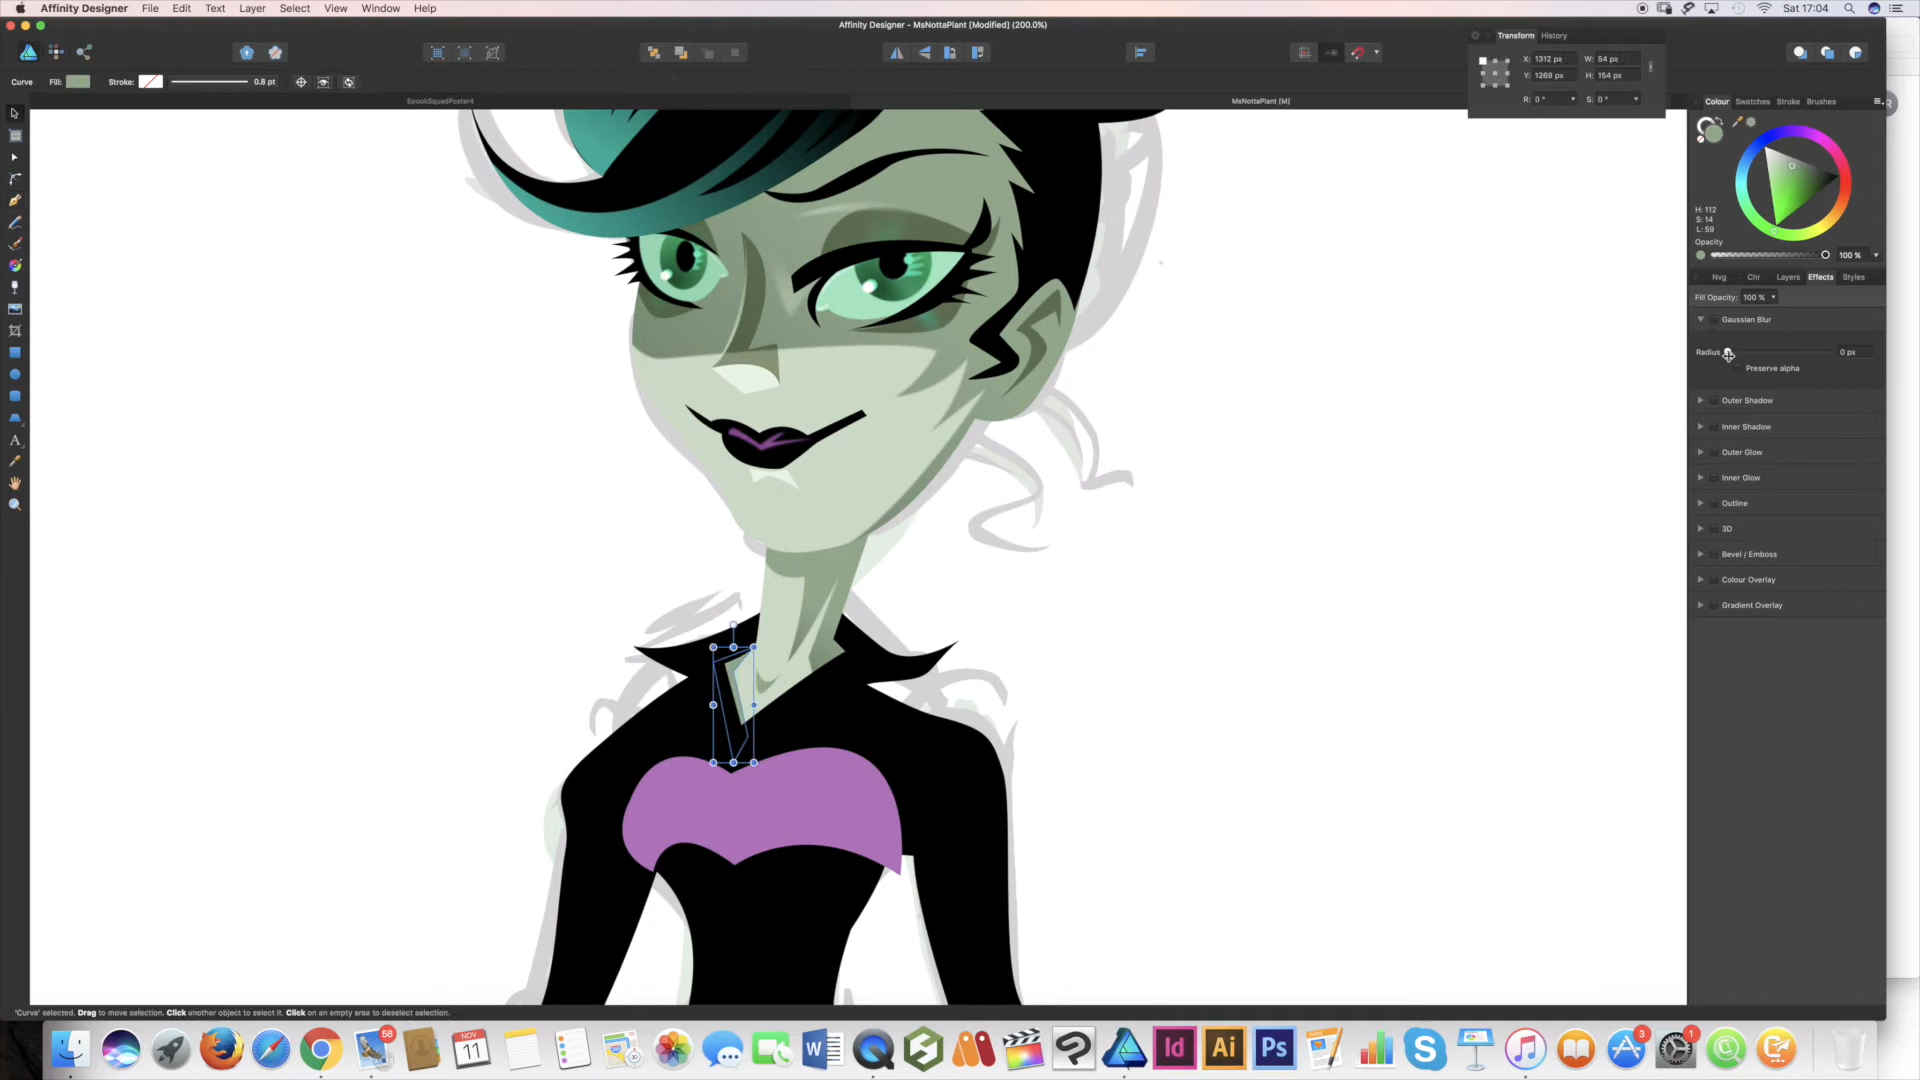 Affinity Designer File Edit Text Layer Select View Window Help Sat 17:04
Affinity Designer - MsNottaPlant [Modified] (200.0%)
Transform History
X: 1312 px W: 54 px
Y: 1269 px H: 154 px
R: 0 ° S: 0 °
Curve Fill: Stroke: 0.8 pt
SpookSquadPoster4 MsNottaPlant [M]
Colour Swatches Stroke Brushes
H: 112
S: 14
L: 59
Opacity
100 %
Nvg Chr Layers Effects Styles
Fill Opacity: 100 %
Gaussian Blur
Radius 0 px
Preserve alpha
Outer Shadow
Inner Shadow
Outer Glow
Inner Glow
Outline
3D
Bevel / Emboss
Colour Overlay
Gradient Overlay
A
'Curve' selected. Drag to move selection. Click another object to select it. Click on an empty area to deselect selection.
58
NOV
11
W
Id
Ai
Ps
S
3
1